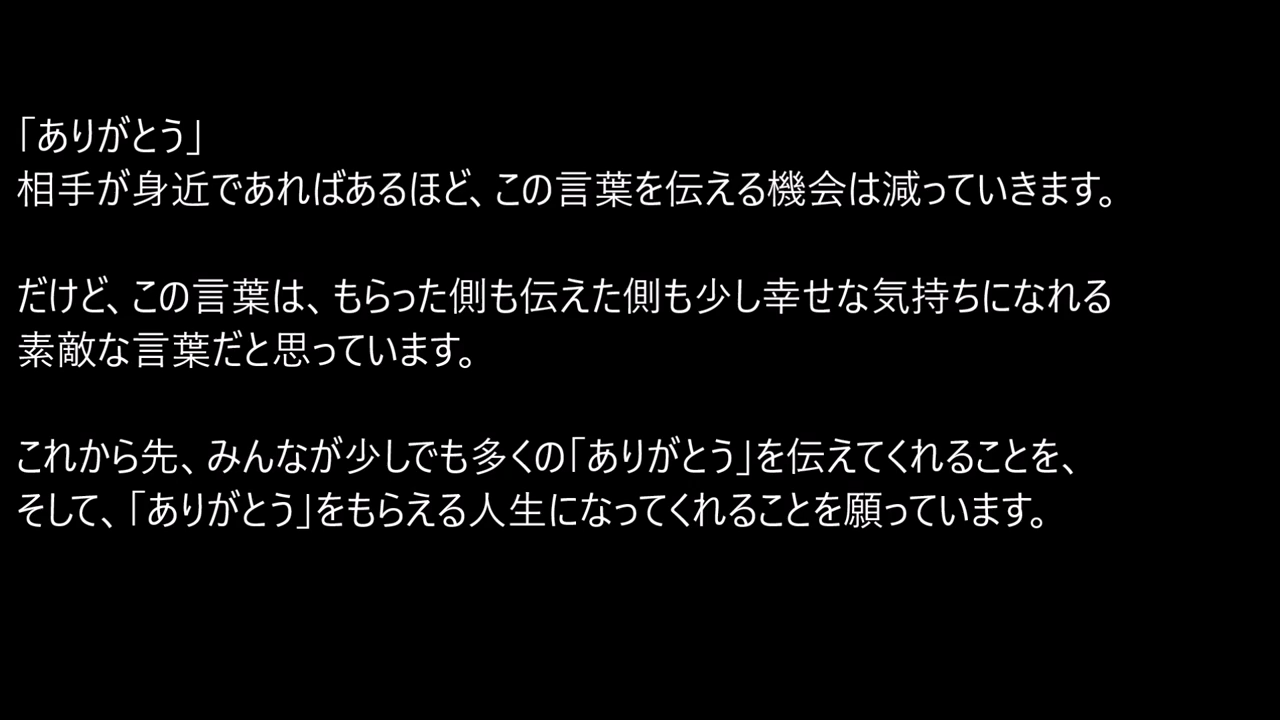 「ありがとう」
相手が身近であればあるほど、この言葉を伝える機会は減っていきます。
だけど、この言葉は、もらった側も伝えた側も少し幸せな気持ちになれる
素敵な言葉だと思っています。
これから先、みんなが少しでも多くの「ありがとう」を伝えてくれることを、
そして、「ありがとう」をもらえる人生になってくれることを願っています。